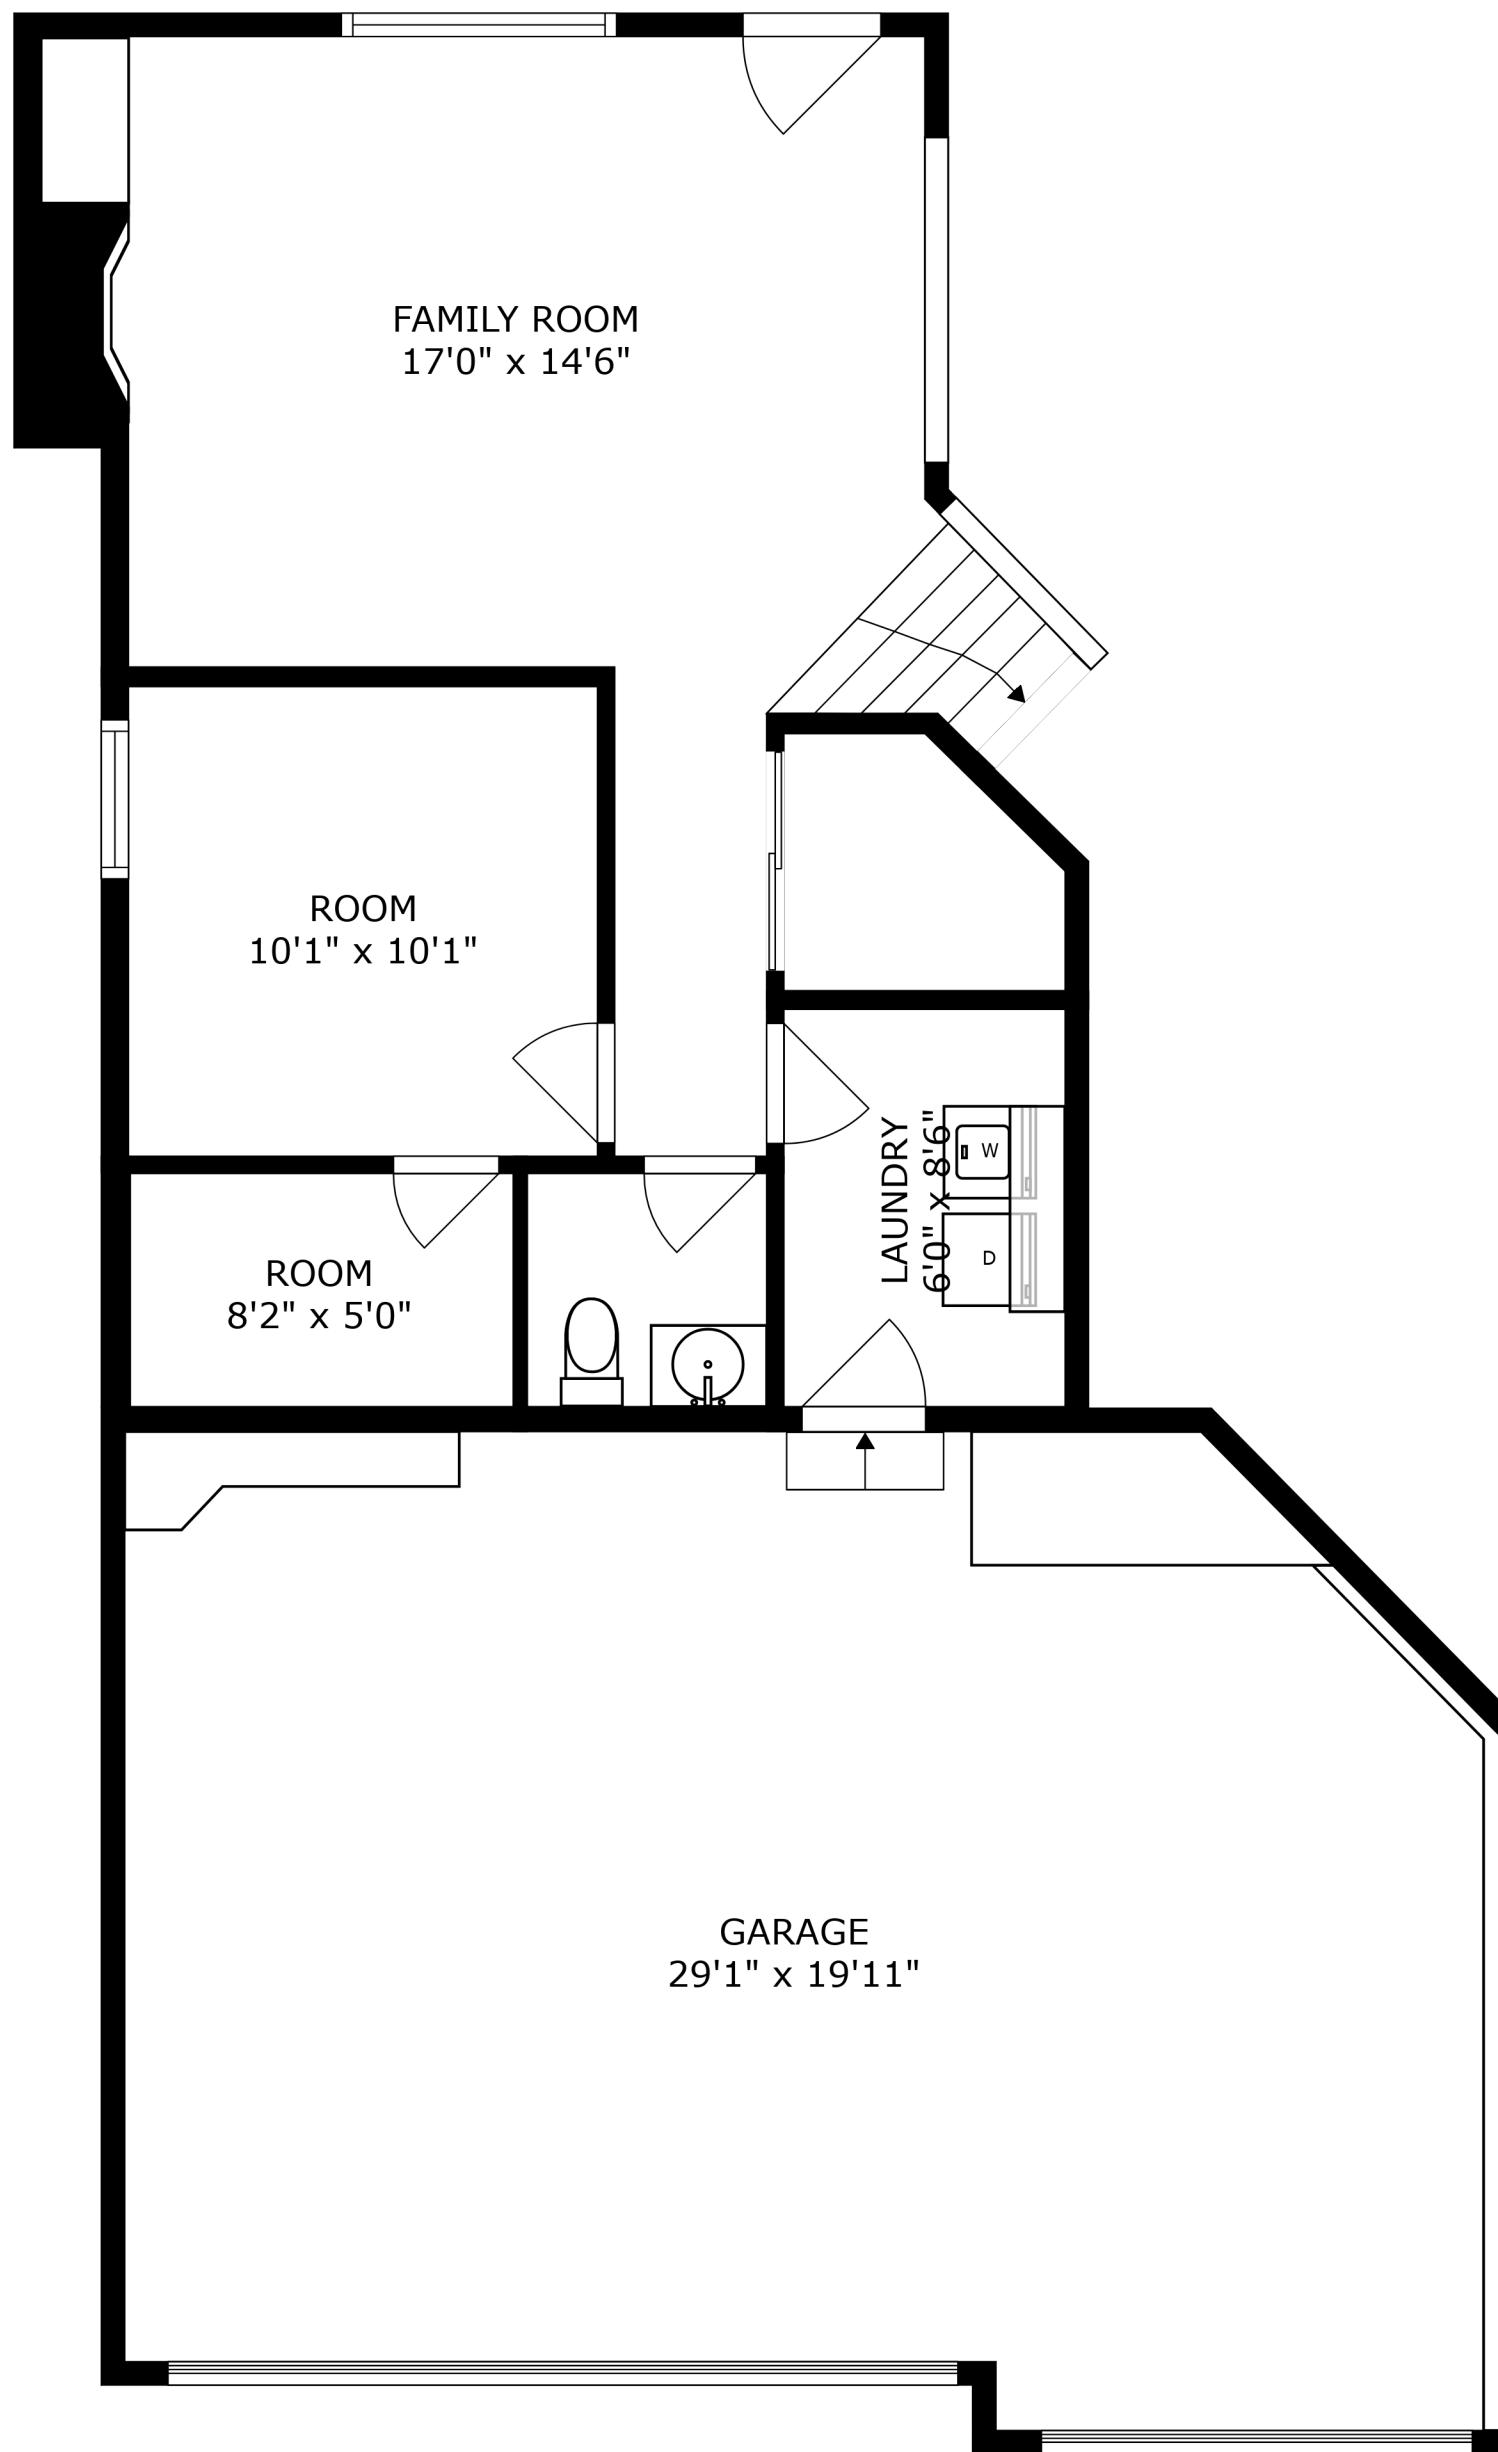 FAMILY ROOM
17'0" x 14'6"
ROOM
10'1" x 10'1"
LAUNDRY
6'0" x 8'6"
W
D
ROOM
8'2" x 5'0"
GARAGE
29'1" x 19'11"